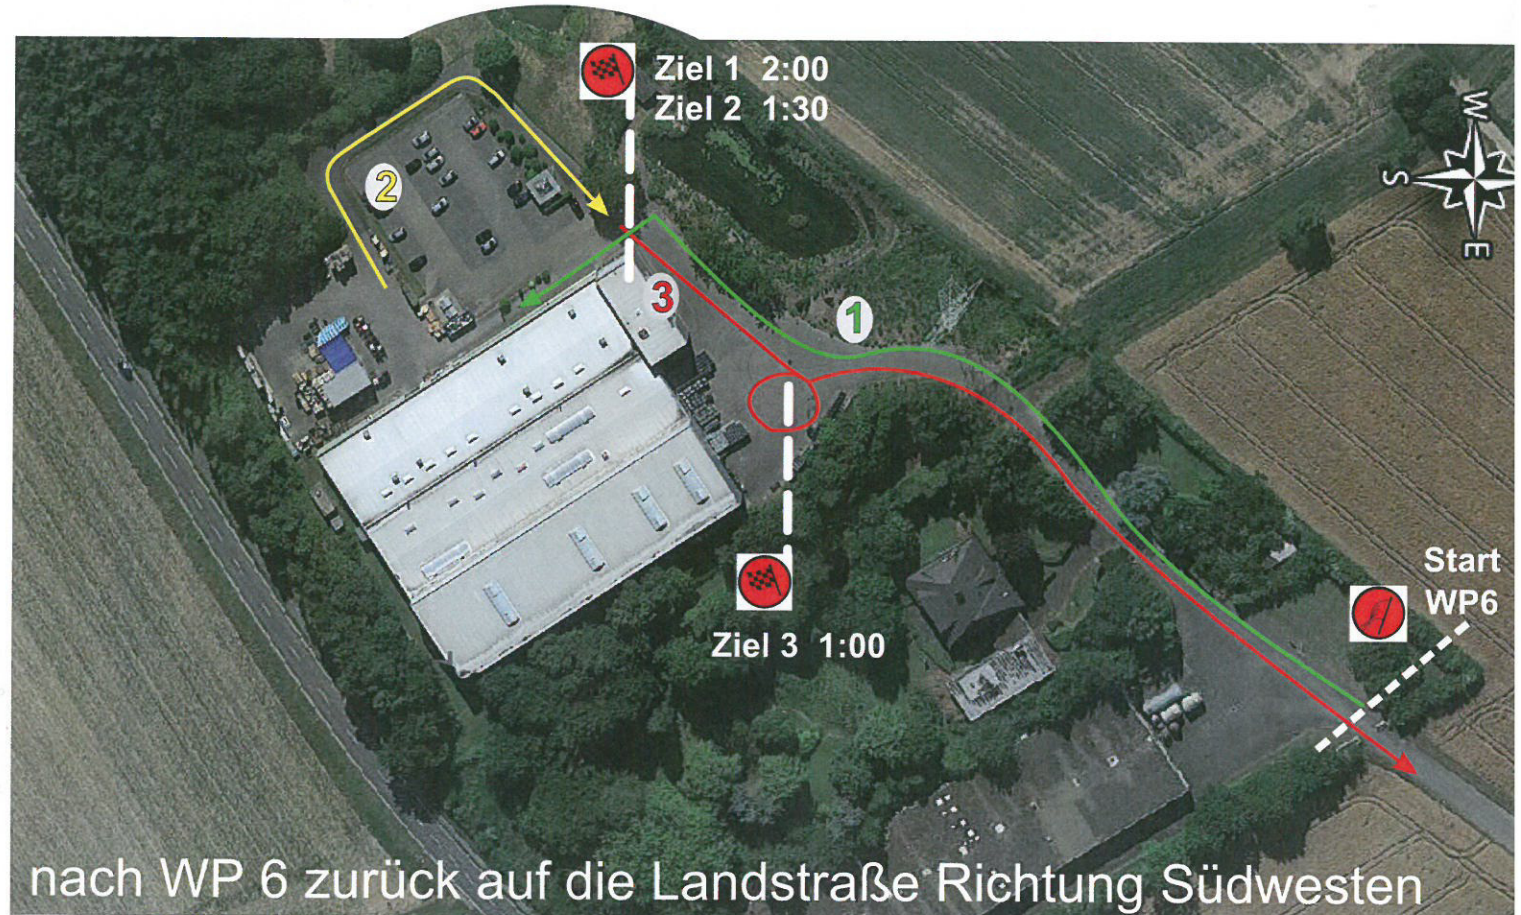 Ziel 1 2:00
Ziel 2 1:30
W
S
E
2
3
1
Start
WP6
Ziel 3 1:00
nach WP 6 zurück auf die Landstraße Richtung Südwesten